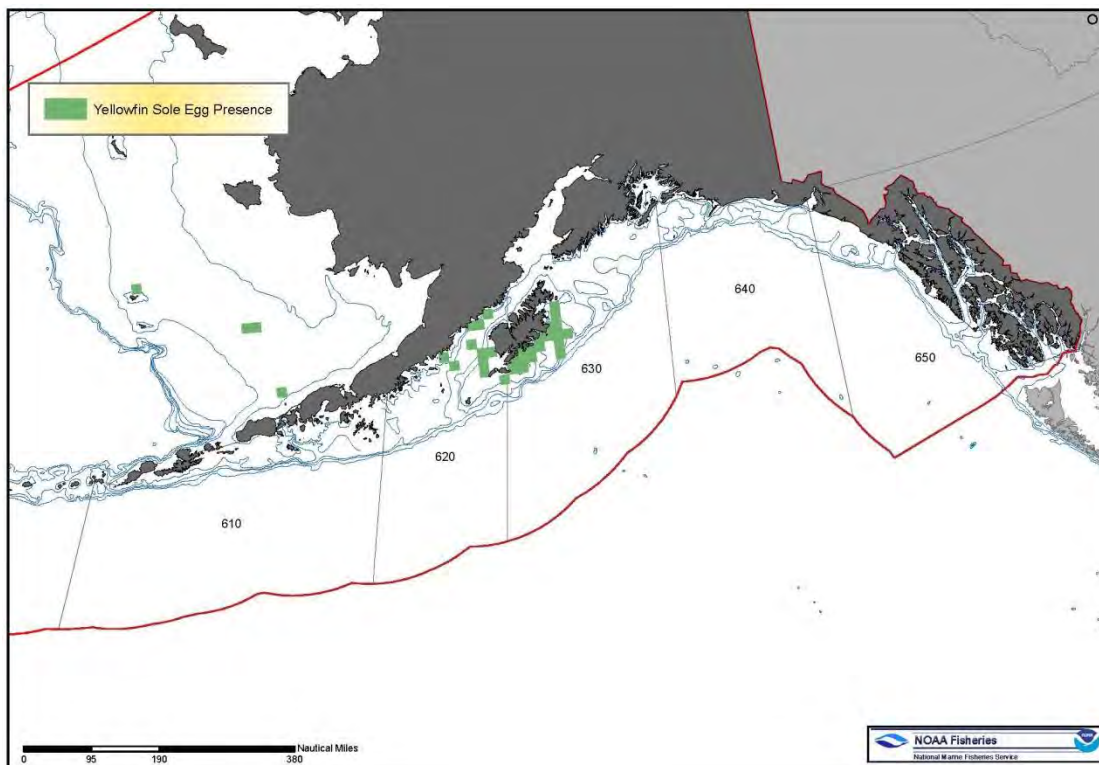 Yellowfin Sole Egg Presence
640
650
630
620
610
Nautical Miles
0 95 190 380
NOAA Fisheries
National Marine Fisheries Service